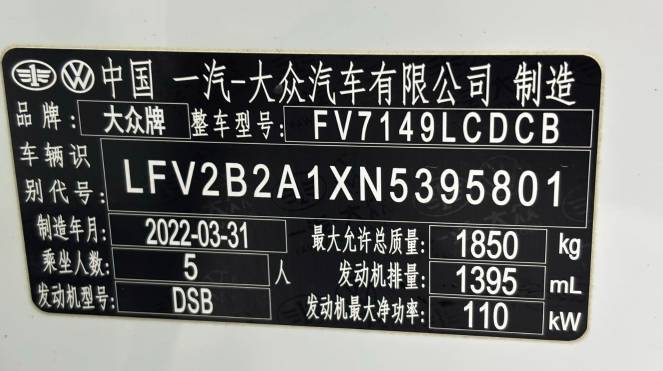 中国 一汽-大众汽车有限公司 制造
品牌: 大众牌 整车型号: FV7149LCDCB
车辆识别代号: LFV2B2A1XN5395801
制造年月: 2022-03-31 最大允许总质量: 1850 kg
乘坐人数: 5 人 发动机排量: 1395 mL
发动机型号: DSB 发动机最大净功率: 110 kW